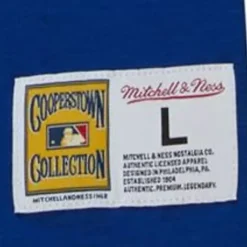 COOPERSTOWN
COLLECTION
MITCHELLANDNESS
Mitchell & Ness
L
MITCHELL & NESS NOSTALGIA CO.
AUTHENTIC LICENSED APPAREL
DESIGNED IN PHILADELPHIA, PA
ESTABLISHED 1904
AUTHENTIC. PREMIUM. LEGENDARY.